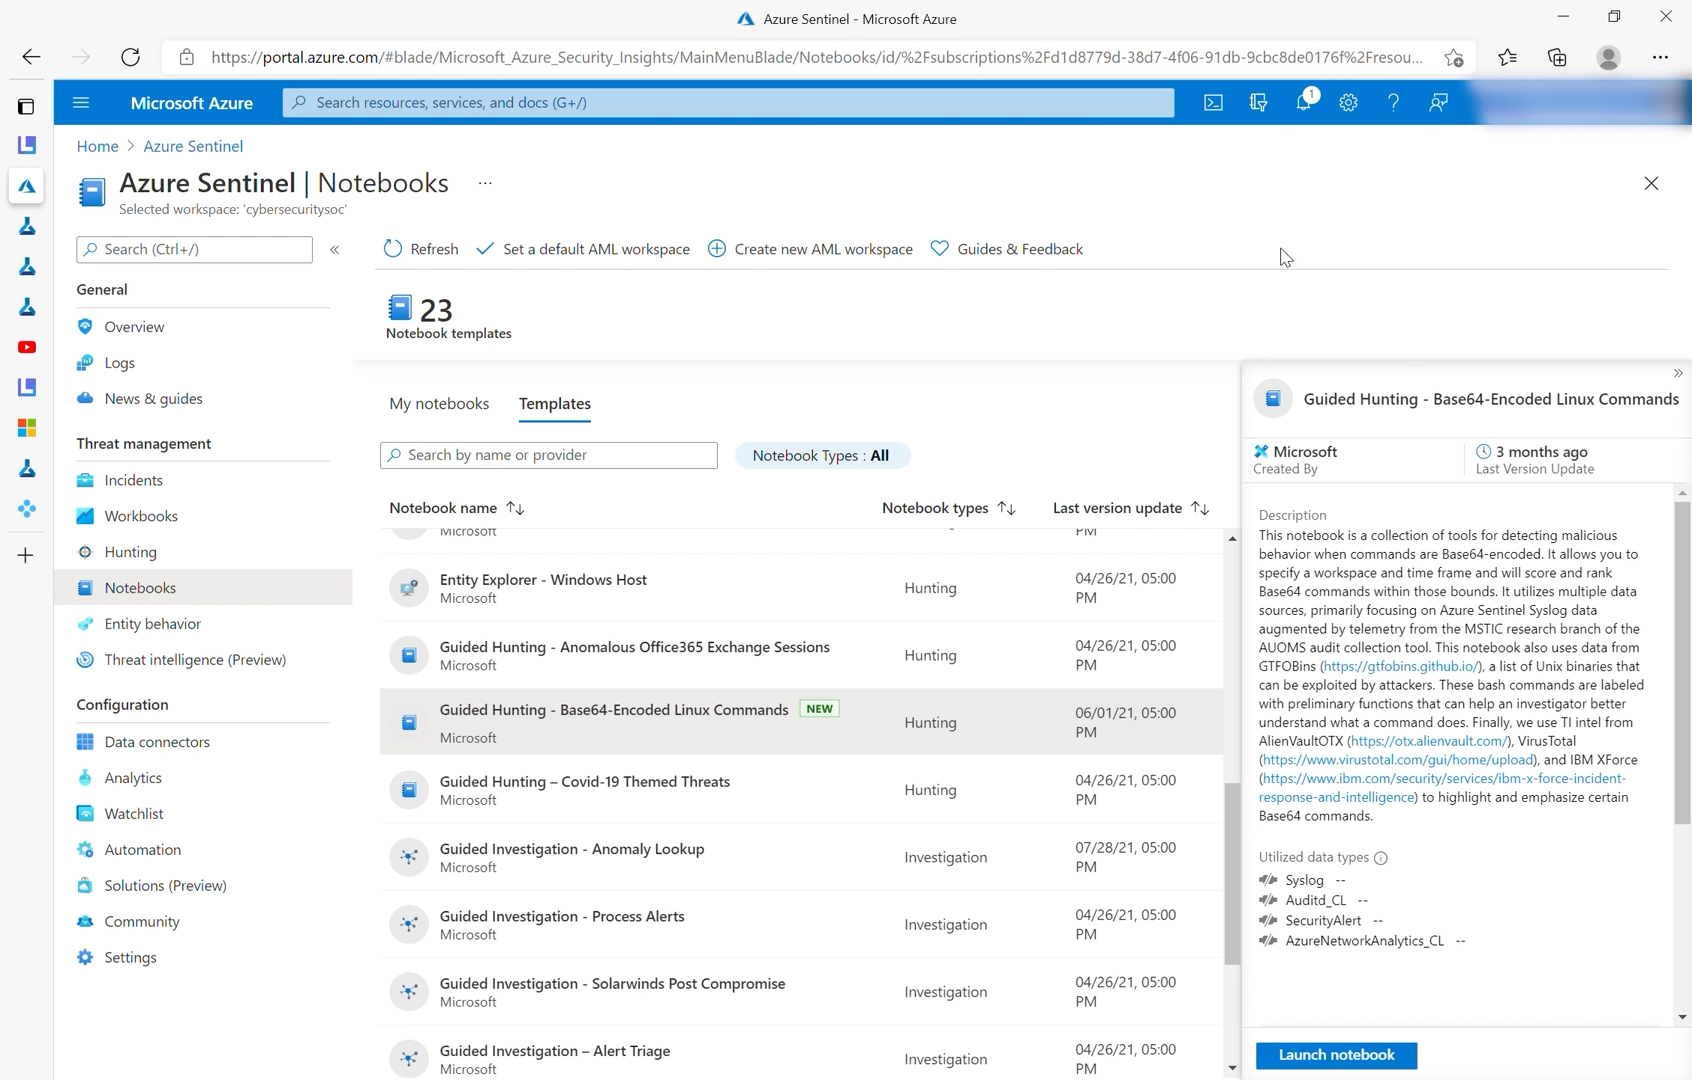 Azure Sentinel - Microsoft Azure
https://portal.azure.com/#blade/Microsoft_Azure_Security_Insights/MainMenuBlade/Notebooks/id/%2Fsubscriptions%2Fd1d8779d-38d7-4f06-91db-9cbc8de0176f%2Fresou...
Microsoft Azure
Search resources, services, and docs (G+/)
1
Home > Azure Sentinel
Azure Sentinel | Notebooks ...
Selected workspace: 'cybersecuritysoc'
Search (Ctrl+/)
«
General
Overview
Logs
News & guides
Threat management
Incidents
Workbooks
Hunting
Notebooks
Entity behavior
Threat intelligence (Preview)
Configuration
Data connectors
Analytics
Watchlist
Automation
Solutions (Preview)
Community
Settings
Refresh
Set a default AML workspace
Create new AML workspace
Guides & Feedback
23
Notebook templates
My notebooks
Templates
Search by name or provider
Notebook Types : All
Notebook name
Notebook types
Last version update
Microsoft
PM
Entity Explorer - Windows Host
Microsoft
Hunting
04/26/21, 05:00
PM
Guided Hunting - Anomalous Office365 Exchange Sessions
Microsoft
Hunting
04/26/21, 05:00
PM
Guided Hunting - Base64-Encoded Linux Commands NEW
Microsoft
Hunting
06/01/21, 05:00
PM
Guided Hunting – Covid-19 Themed Threats
Microsoft
Hunting
04/26/21, 05:00
PM
Guided Investigation - Anomaly Lookup
Microsoft
Investigation
07/28/21, 05:00
PM
Guided Investigation - Process Alerts
Microsoft
Investigation
04/26/21, 05:00
PM
Guided Investigation - Solarwinds Post Compromise
Microsoft
Investigation
04/26/21, 05:00
PM
Guided Investigation – Alert Triage
Microsoft
Investigation
04/26/21, 05:00
PM
»
Guided Hunting - Base64-Encoded Linux Commands
Microsoft
Created By
3 months ago
Last Version Update
Description
This notebook is a collection of tools for detecting malicious
behavior when commands are Base64-encoded. It allows you to
specify a workspace and time frame and will score and rank
Base64 commands within those bounds. It utilizes multiple data
sources, primarily focusing on Azure Sentinel Syslog data
augmented by telemetry from the MSTIC research branch of the
AUOMS audit collection tool. This notebook also uses data from
GTFOBins (https://gtfobins.github.io/), a list of Unix binaries that
can be exploited by attackers. These bash commands are labeled
with preliminary functions that can help an investigator better
understand what a command does. Finally, we use TI intel from
AlienVaultOTX (https://otx.alienvault.com/), VirusTotal
(https://www.virustotal.com/gui/home/upload), and IBM XForce
(https://www.ibm.com/security/services/ibm-x-force-incident-
response-and-intelligence) to highlight and emphasize certain
Base64 commands.
Utilized data types
Syslog --
Auditd_CL --
SecurityAlert --
AzureNetworkAnalytics_CL --
Launch notebook